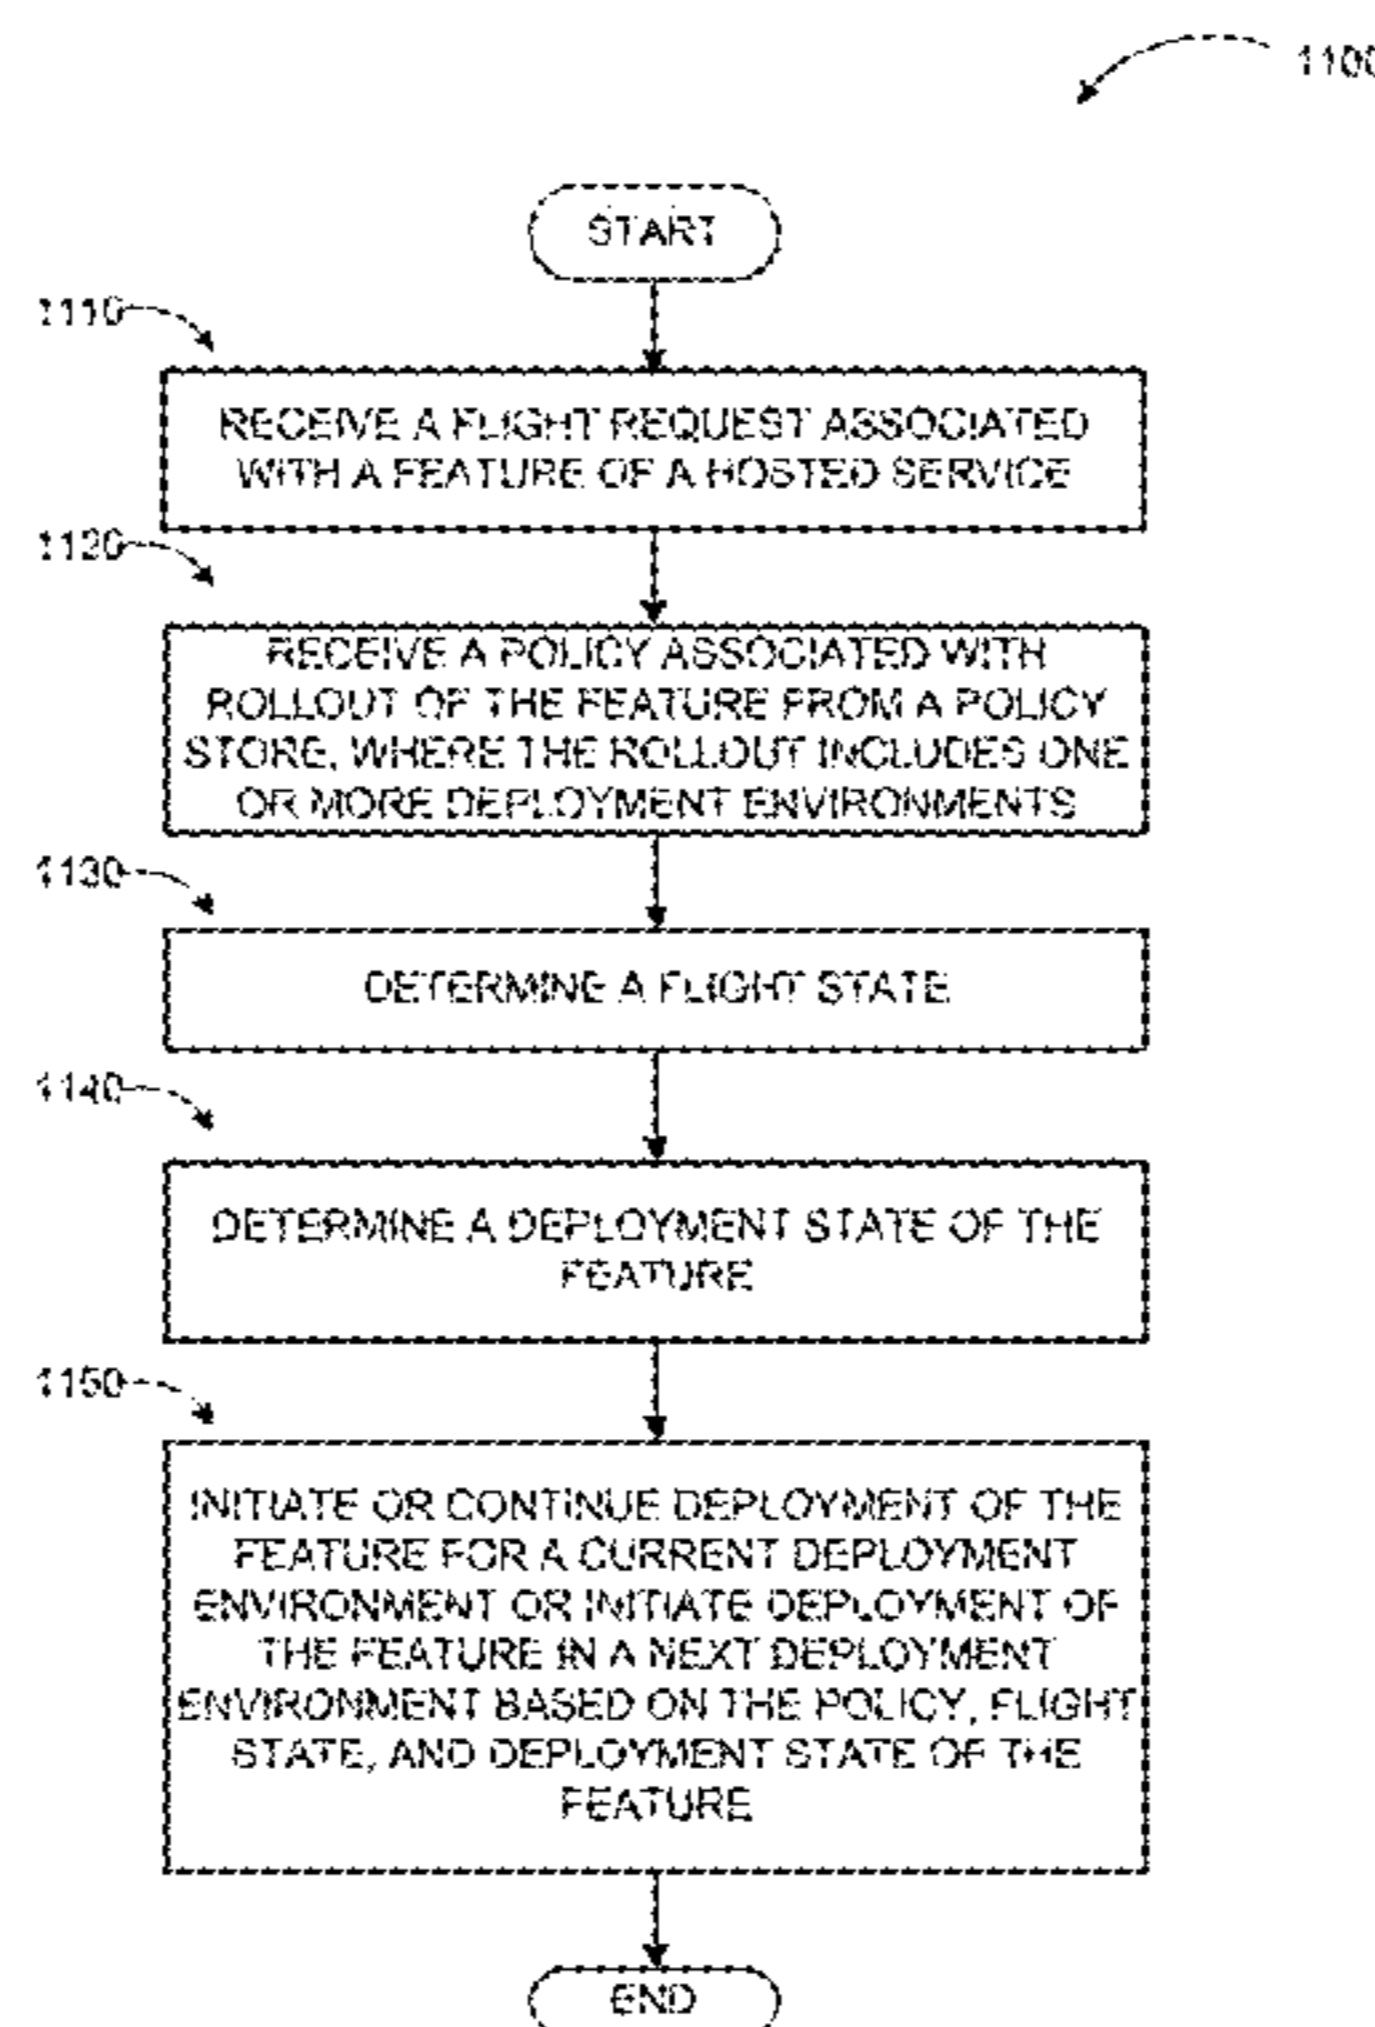 1100
START
1110
RECEIVE A FLIGHT REQUEST ASSOCIATED
WITH A FEATURE OF A HOSTED SERVICE
1120
RECEIVE A POLICY ASSOCIATED WITH
ROLLOUT OF THE FEATURE FROM A POLICY
STORE, WHERE THE ROLLOUT INCLUDES ONE
OR MORE DEPLOYMENT ENVIRONMENTS
1130
DETERMINE A FLIGHT STATE
1140
DETERMINE A DEPLOYMENT STATE OF THE
FEATURE
1150
INITIATE OR CONTINUE DEPLOYMENT OF THE
FEATURE FOR A CURRENT DEPLOYMENT
ENVIRONMENT OR INITIATE DEPLOYMENT OF
THE FEATURE IN A NEXT DEPLOYMENT
ENVIRONMENT BASED ON THE POLICY, FLIGHT
STATE, AND DEPLOYMENT STATE OF THE
FEATURE
END